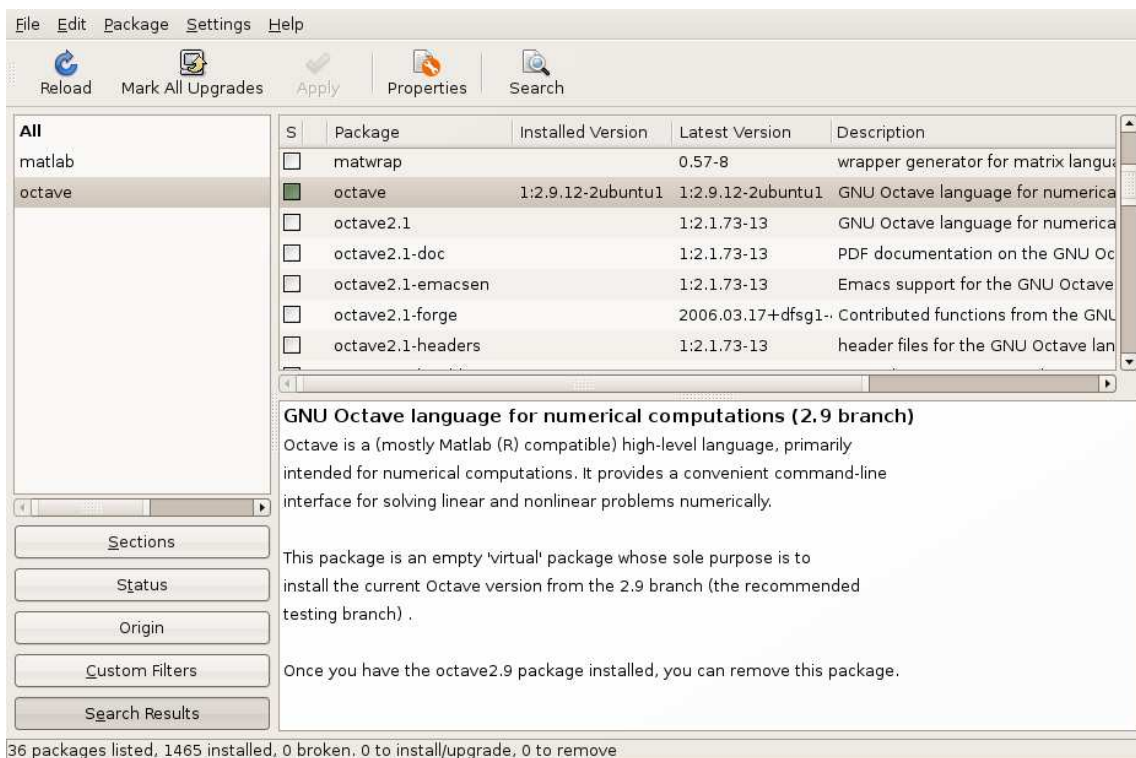 File Edit Package Settings Help
Reload Mark All Upgrades Apply Properties Search
All
matlab
octave
S Package Installed Version Latest Version Description
matwrap 0.57-8 wrapper generator for matrix langua
octave 1:2.9.12-2ubuntu1 1:2.9.12-2ubuntu1 GNU Octave language for numerica
octave2.1 1:2.1.73-13 GNU Octave language for numerica
octave2.1-doc 1:2.1.73-13 PDF documentation on the GNU Oc
octave2.1-emacsen 1:2.1.73-13 Emacs support for the GNU Octave
octave2.1-forge 2006.03.17+dfsg1- Contributed functions from the GNU
octave2.1-headers 1:2.1.73-13 header files for the GNU Octave lan
GNU Octave language for numerical computations (2.9 branch)
Octave is a (mostly Matlab (R) compatible) high-level language, primarily
intended for numerical computations. It provides a convenient command-line
interface for solving linear and nonlinear problems numerically.
This package is an empty 'virtual' package whose sole purpose is to
install the current Octave version from the 2.9 branch (the recommended
testing branch) .
Once you have the octave2.9 package installed, you can remove this package.
Sections
Status
Origin
Custom Filters
Search Results
36 packages listed, 1465 installed, 0 broken. 0 to install/upgrade, 0 to remove